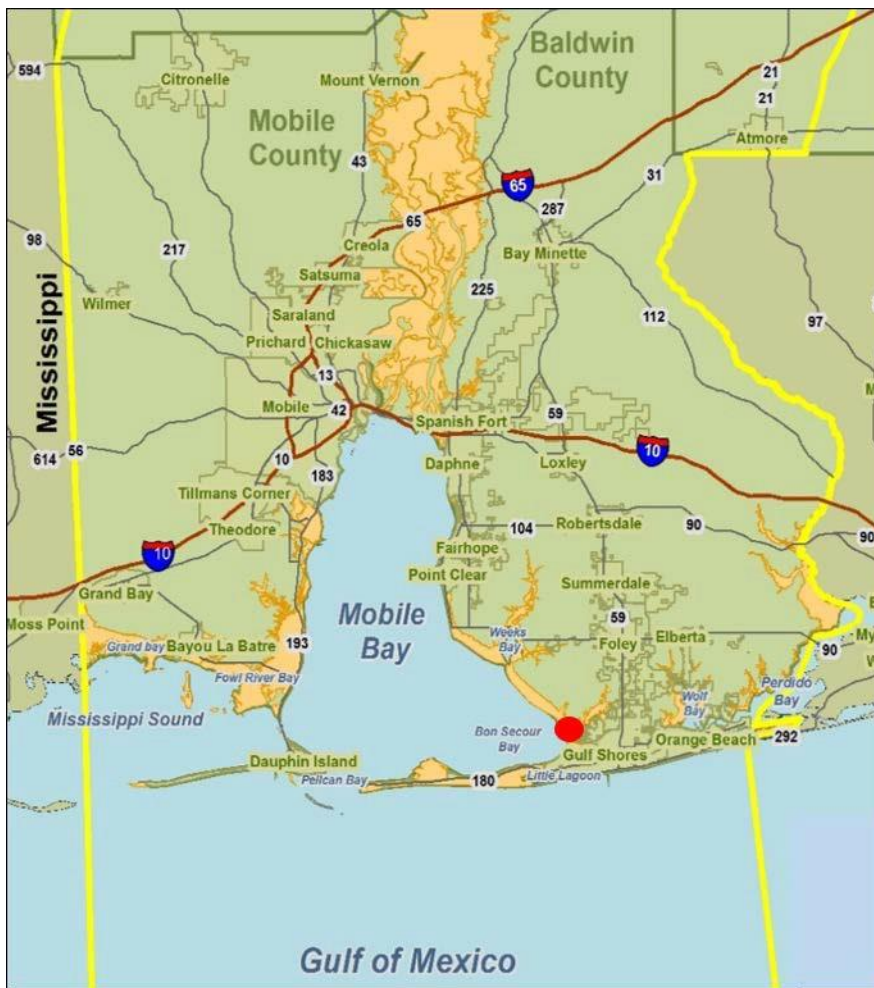 594
Citronelle
Mount Vernon
Baldwin
County
21
21
Atmore
Mobile
County
43
65
31
287
65
98
217
Creola
Bay Minette
Satsuma
225
Wilmer
Saraland
112
97
Prichard
Chickasaw
Mississippi
13
Mobile
42
Spanish Fort
59
614
56
10
183
Daphne
Loxley
10
Tillmans Corner
Theodore
104
Robertsdale
90
90
10
Fairhope
Point Clear
Summerdale
Grand Bay
Mobile
Bay
59
Moss Point
Grand bay
Bayou La Batre
193
Weeks
Bay
Foley
Elberta
90
My
Fowl River Bay
Wolf
Bay
Perdido
Bay
Mississippi Sound
Bon Secour
Bay
Orange Beach
292
Gulf Shores
Dauphin Island
Pelican Bay
180
Little Lagoon
Gulf of Mexico